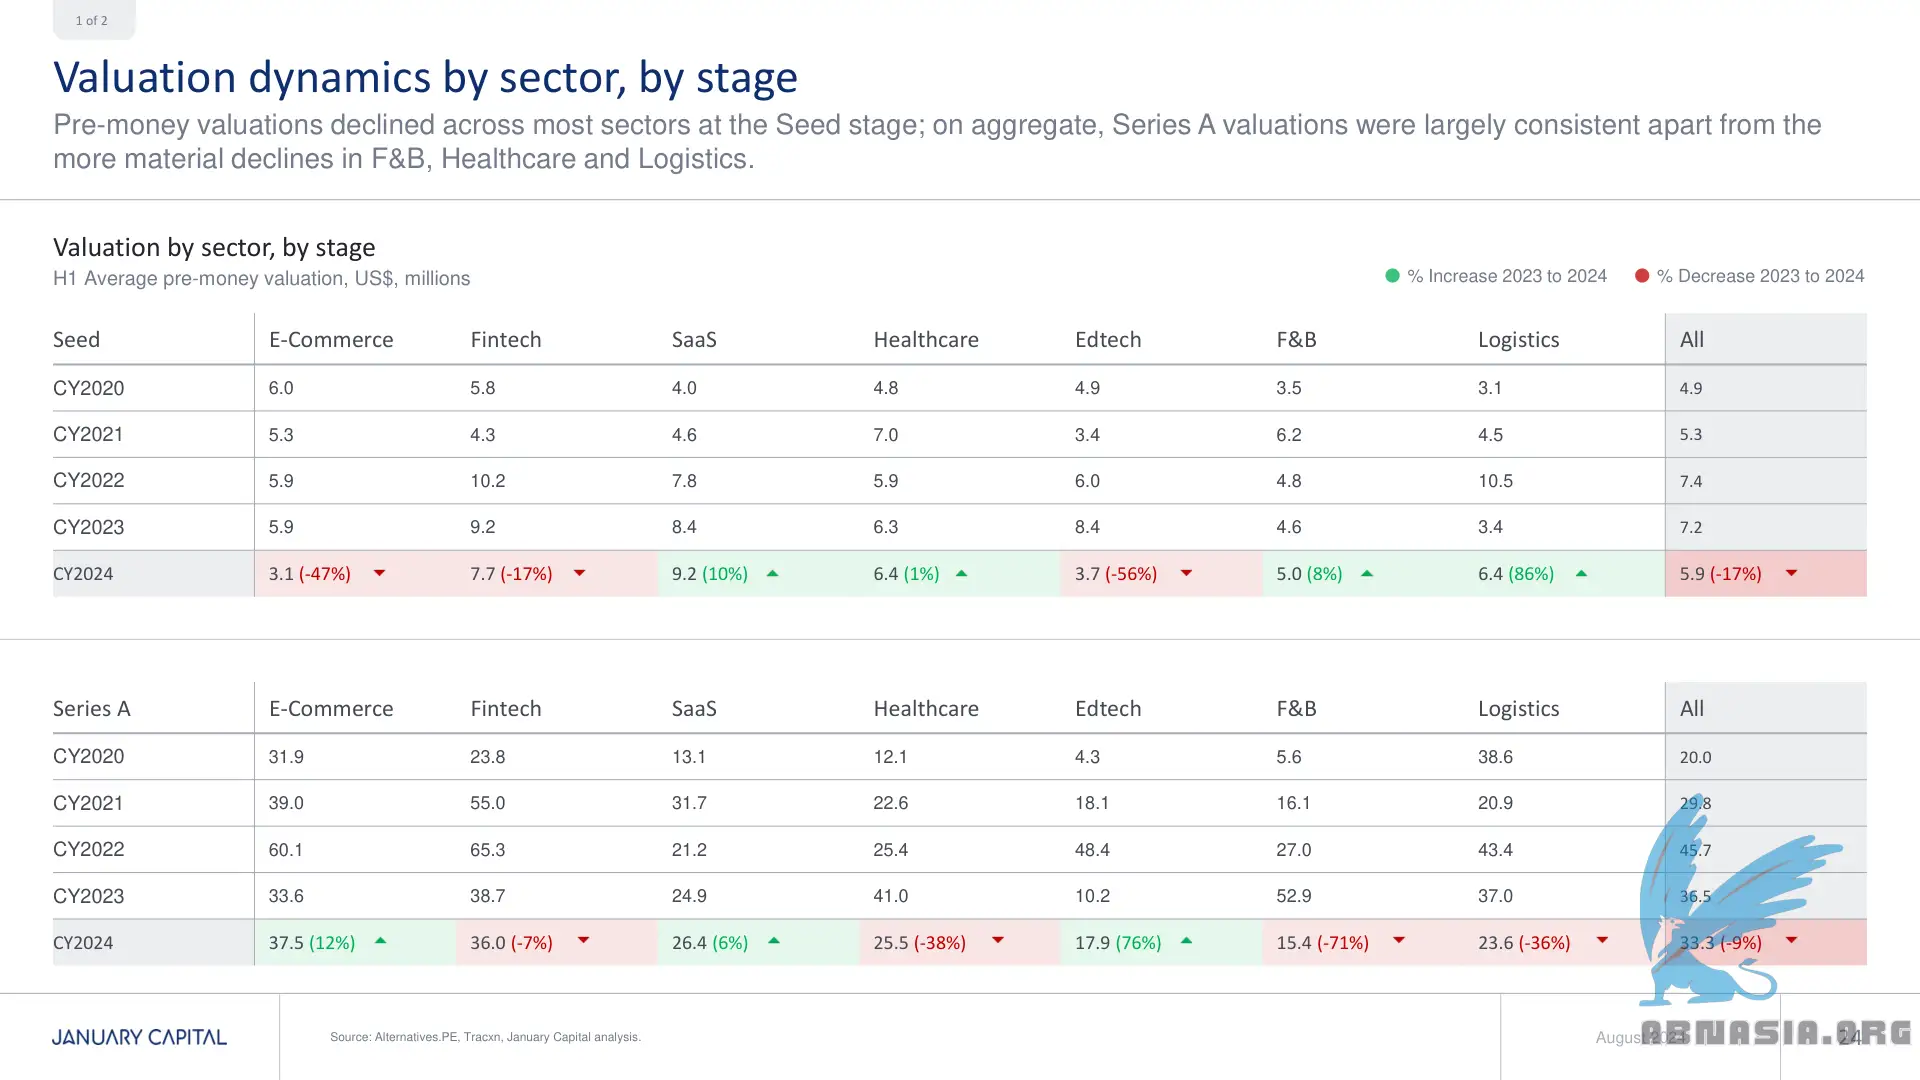 1 of 2
Valuation dynamics by sector, by stage
Pre-money valuations declined across most sectors at the Seed stage; on aggregate, Series A valuations were largely consistent apart from the
more material declines in F&B, Healthcare and Logistics.
Valuation by sector, by stage
H1 Average pre-money valuation, US$, millions
% Increase 2023 to 2024 % Decrease 2023 to 2024
Seed E-Commerce Fintech SaaS Healthcare Edtech F&B Logistics All
CY2020 6.0 5.8 4.0 4.8 4.9 3.5 3.1 4.9
CY2021 5.3 4.3 4.6 7.0 3.4 6.2 4.5 5.3
CY2022 5.9 10.2 7.8 5.9 6.0 4.8 10.5 7.4
CY2023 5.9 9.2 8.4 6.3 8.4 4.6 3.4 7.2
CY2024 3.1 (-47%) 7.7 (-17%) 9.2 (10%) 6.4 (1%) 3.7 (-56%) 5.0 (8%) 6.4 (86%) 5.9 (-17%)
Series A E-Commerce Fintech SaaS Healthcare Edtech F&B Logistics All
CY2020 31.9 23.8 13.1 12.1 4.3 5.6 38.6 20.0
CY2021 39.0 55.0 31.7 22.6 18.1 16.1 20.9 29.8
CY2022 60.1 65.3 21.2 25.4 48.4 27.0 43.4 45.7
CY2023 33.6 38.7 24.9 41.0 10.2 52.9 37.0 36.5
CY2024 37.5 (12%) 36.0 (-7%) 26.4 (6%) 25.5 (-38%) 17.9 (76%) 15.4 (-71%) 23.6 (-36%) 33.3 (-9%)
JANUARY CAPITAL Source: Alternatives.PE, Tracxn, January Capital analysis. August 2024 24
ABNASIA.ORG